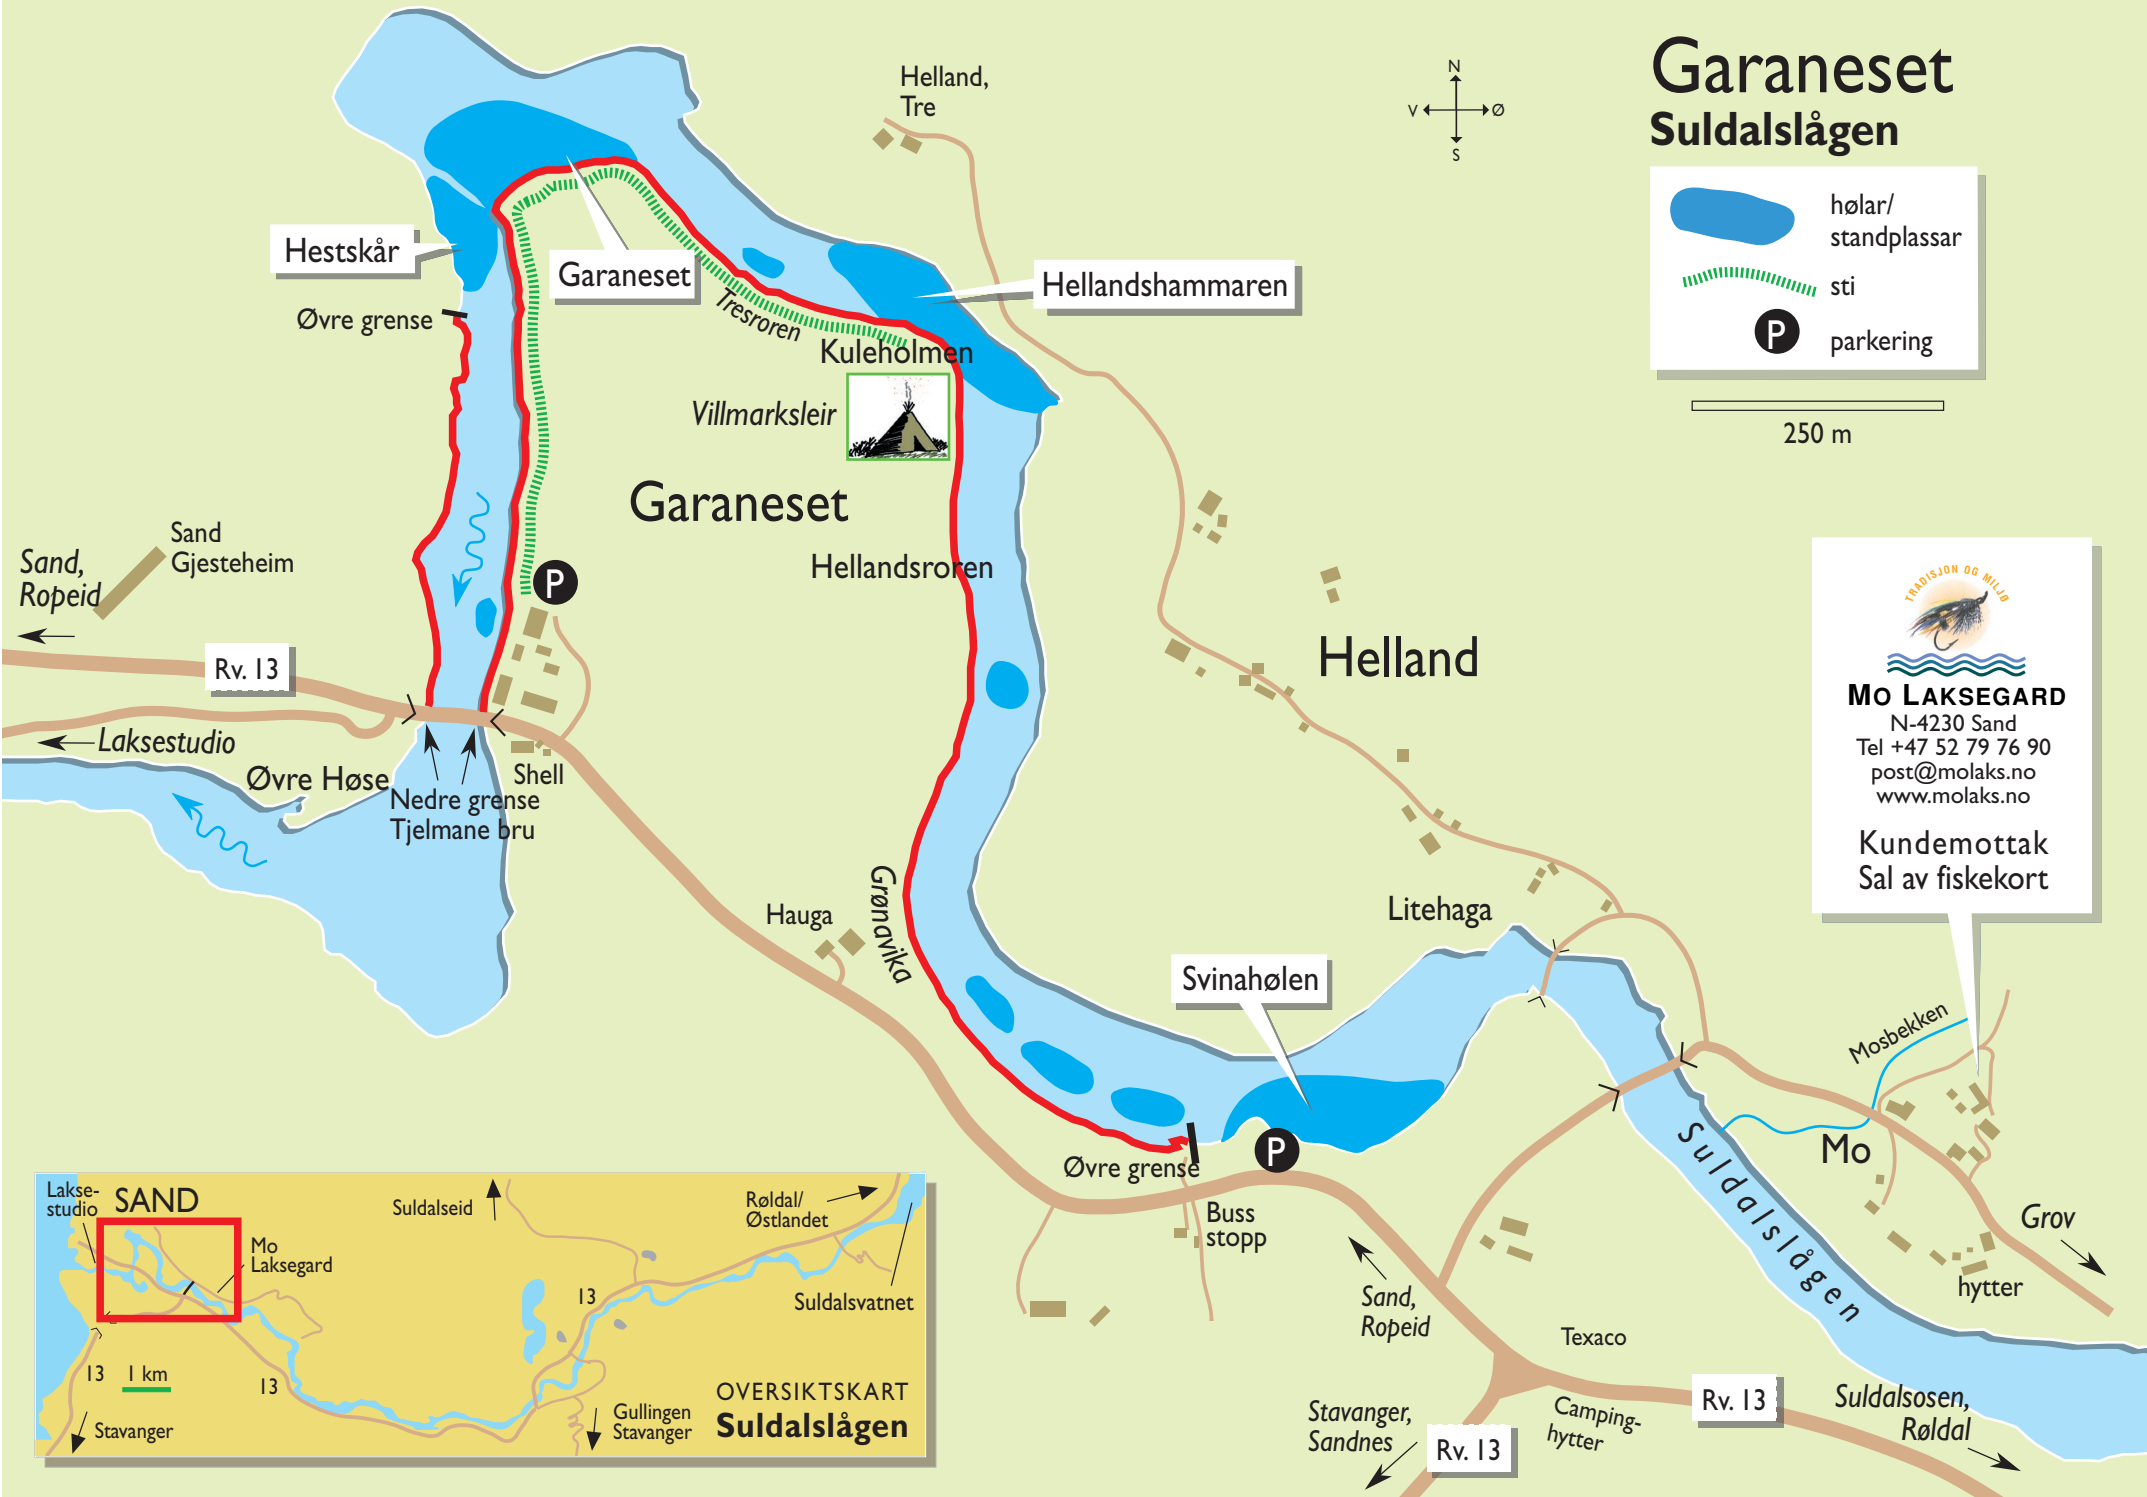 Garaneset
Suldalslågen
hølar/
standplassar
sti
P
parkering
250 m
N
V
Ø
S
Helland,
Tre
Hestskår
Garaneset
Hellandshammaren
Øvre grense
Tresroren
Kuleholmen
Villmarksleir
Garaneset
Hellandsroren
Sand
Gjesteheim
Sand,
Ropeid
P
Rv. 13
Laksestudio
Øvre Høse
Shell
Nedre grense
Tjelmane bru
Helland
Hauga
Grønavika
Litehaga
Svinahølen
TRADISJON OG MILJØ
MO LAKSEGARD
N-4230 Sand
Tel +47 52 79 76 90
post@molaks.no
www.molaks.no
Kundemottak
Sal av fiskekort
Mosbekken
Mo
Øvre grense
P
Buss
stopp
Suldalslågen
Grov
hytter
Sand,
Ropeid
Texaco
Camping-
hytter
Rv. 13
Suldalsosen,
Røldal
Stavanger,
Sandnes
Rv. 13
Lakse-
studio
SAND
Mo
Laksegard
Suldalseid
Røldal/
Østlandet
Suldalsvatnet
13
13
13
1 km
Stavanger
Gullingen
Stavanger
OVERSIKTSKART
Suldalslågen